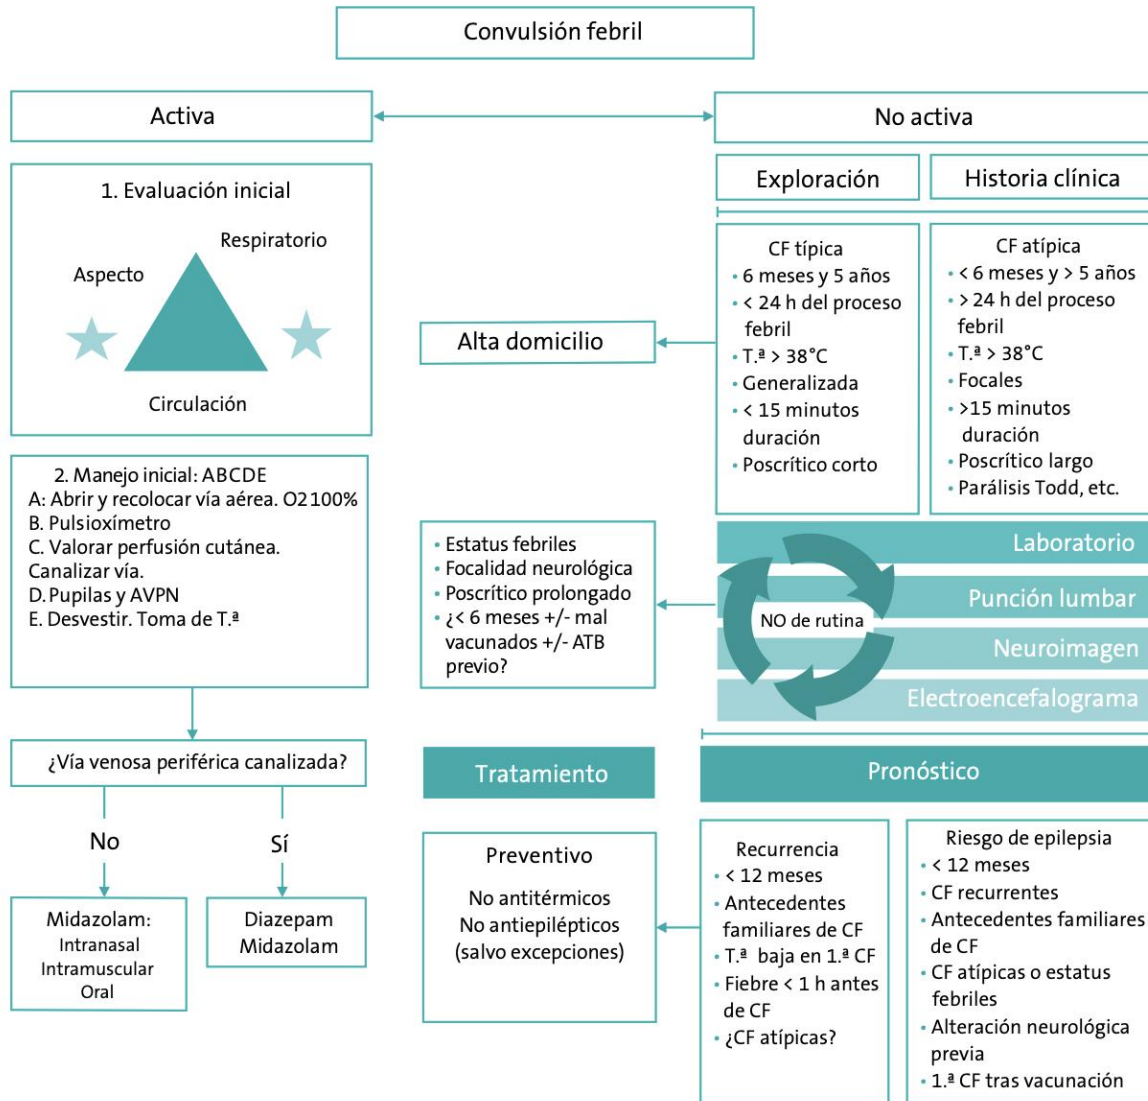 Convulsión febril
Activa
No activa
1. Evaluación inicial
Respiratorio
Aspecto
Circulación
2. Manejo inicial: ABCDE
A: Abrir y recolocar vía aérea. O2 100%
B. Pulsioxímetro
C. Valorar perfusión cutánea.
Canalizar vía.
D. Pupilas y AVPN
E. Desvestir. Toma de T.ª
¿Vía venosa periférica canalizada?
No
Sí
Midazolam:
Intranasal
Intramuscular
Oral
Diazepam
Midazolam
Exploración
Historia clínica
CF típica
• 6 meses y 5 años
• < 24 h del proceso
febril
• T.ª > 38°C
• Generalizada
• < 15 minutos
duración
• Poscrítico corto
CF atípica
• < 6 meses y > 5 años
• > 24 h del proceso
febril
• T.ª > 38°C
• Focales
• >15 minutos
duración
• Poscrítico largo
• Parálisis Todd, etc.
Alta domicilio
Laboratorio
Punción lumbar
NO de rutina
Neuroimagen
Electroencefalograma
• Estatus febriles
• Focalidad neurológica
• Poscrítico prolongado
• ¿< 6 meses +/- mal
vacunados +/- ATB
previo?
Tratamiento
Pronóstico
Preventivo
No antitérmicos
No antiepilépticos
(salvo excepciones)
Recurrencia
• < 12 meses
• Antecedentes
familiares de CF
• T.ª baja en 1.ª CF
• Fiebre < 1 h antes
de CF
• ¿CF atípicas?
Riesgo de epilepsia
• < 12 meses
• CF recurrentes
• Antecedentes familiares
de CF
• CF atípicas o estatus
febriles
• Alteración neurológica
previa
• 1.ª CF tras vacunación